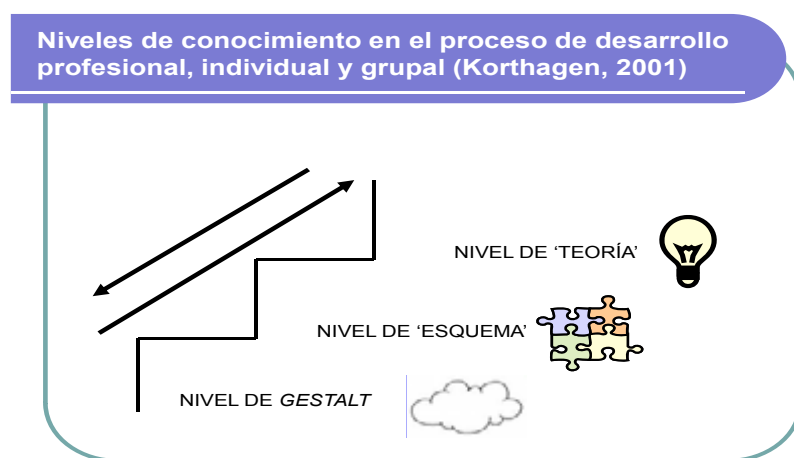 Niveles de conocimiento en el proceso de desarrollo
profesional, individual y grupal (Korthagen, 2001)
NIVEL DE ‘TEORÍA’
NIVEL DE ‘ESQUEMA’
NIVEL DE GESTALT